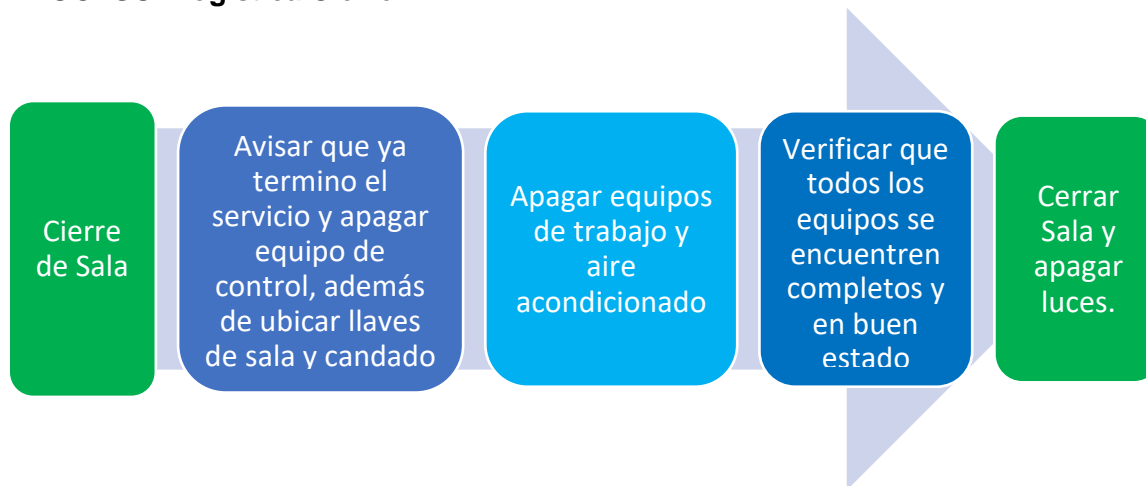 Cierre
de Sala
Avisar que ya
termino el
servicio y apagar
equipo de
control, además
de ubicar llaves
de sala y candado
Apagar equipos
de trabajo y
aire
acondicionado
Verificar que
todos los
equipos se
encuentren
completos y
en buen
estado
Cerrar
Sala y
apagar
luces.